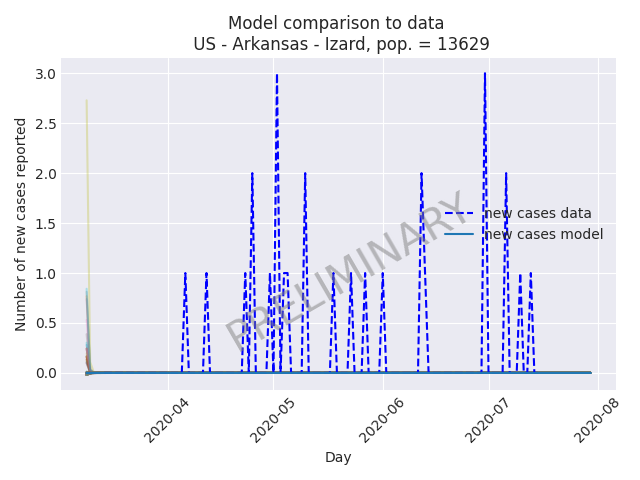 Model comparison to data
US - Arkansas - Izard, pop. = 13629
Number of new cases reported
3.0
2.5
2.0
1.5
1.0
0.5
0.0
PRELIMINARY
new cases data
new cases model
2020-04
2020-05
2020-06
2020-07
2020-08
Day